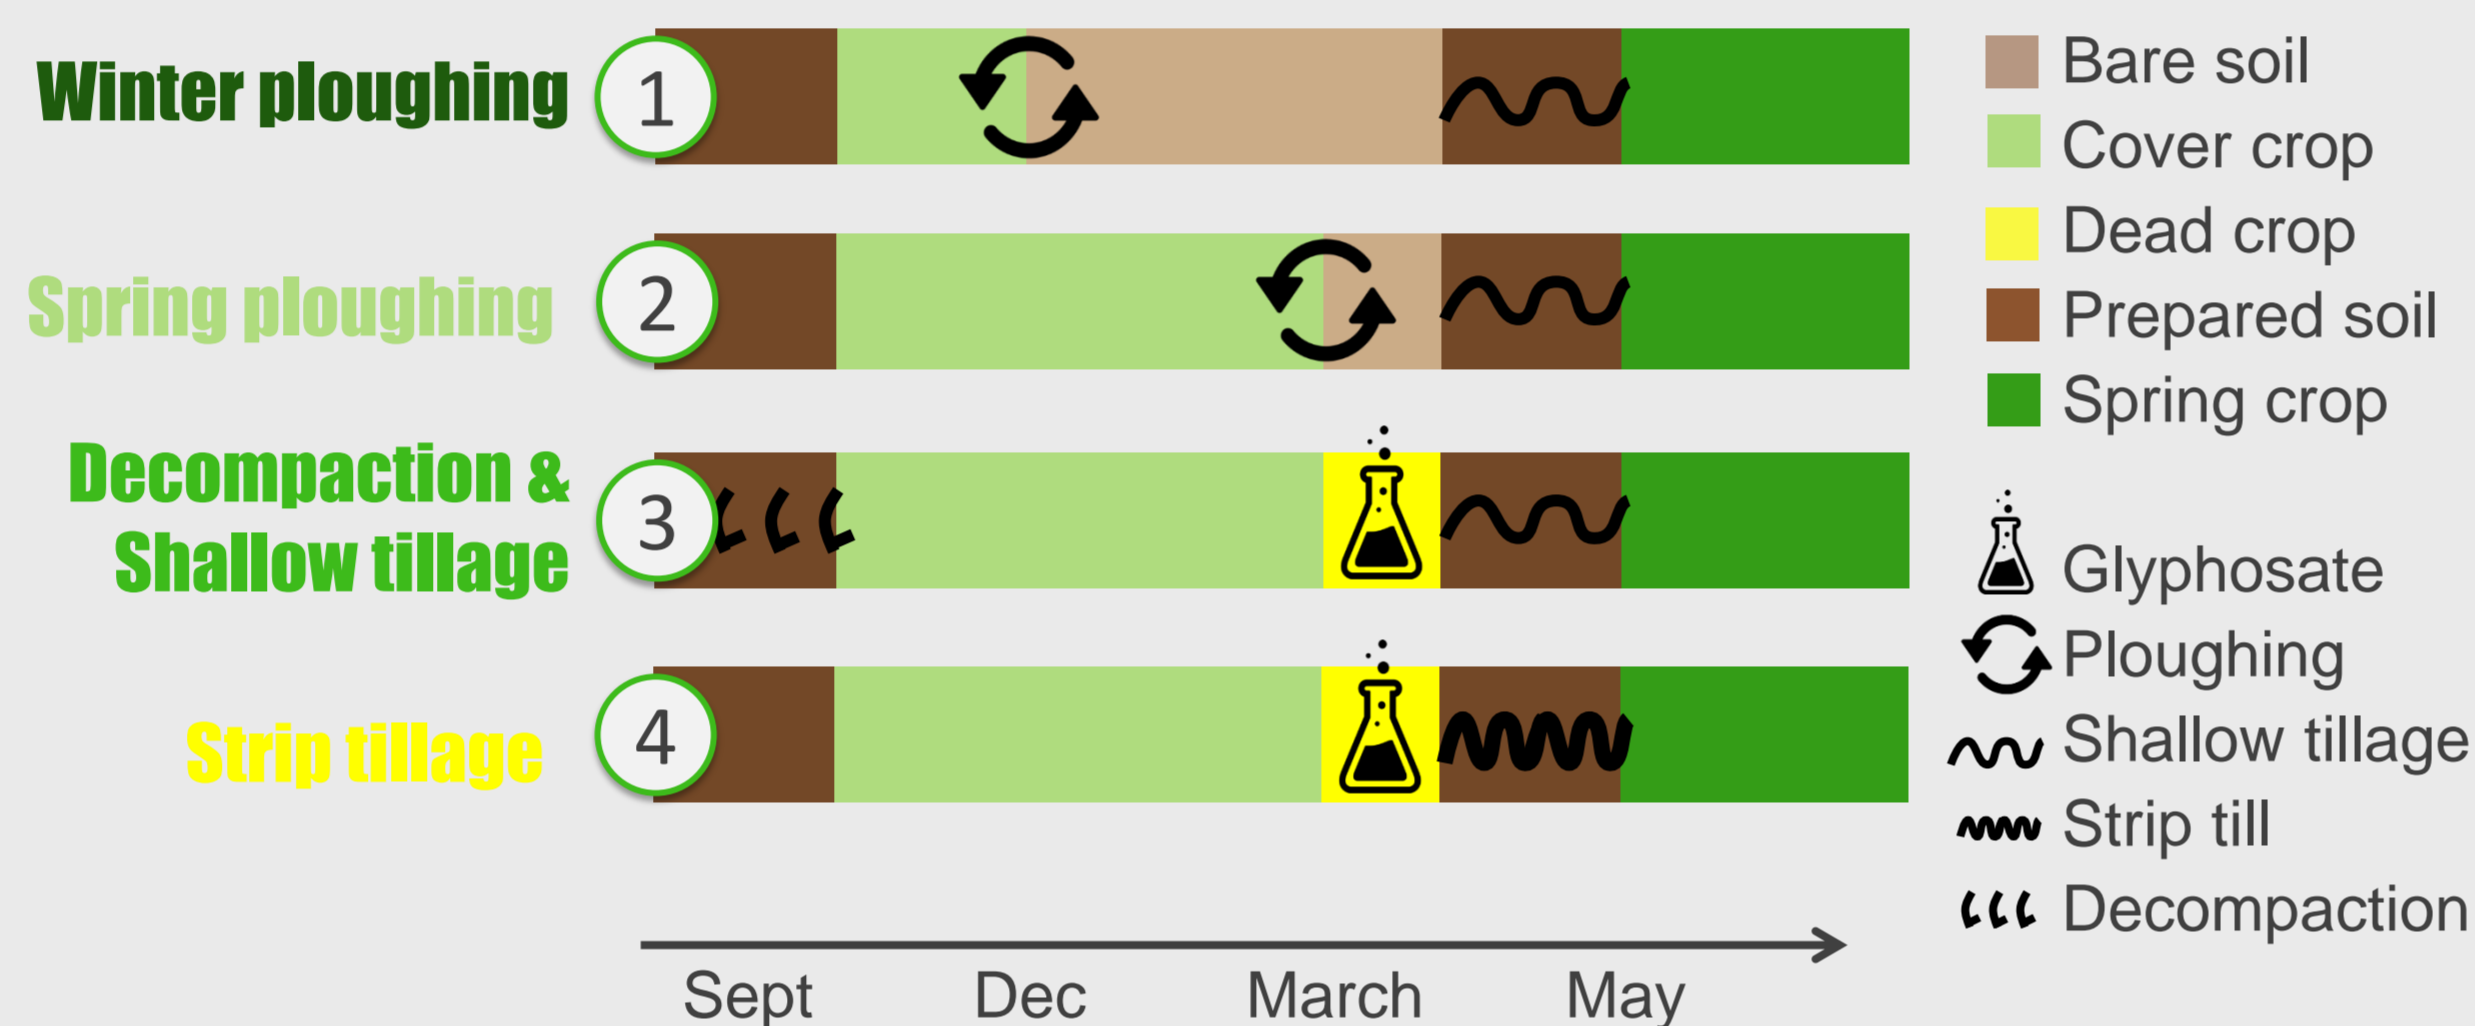 Winter ploughing
1
Spring ploughing
2
Decompaction &
Shallow tillage
3
Strip tillage
4
Sept Dec March May
Bare soil
Cover crop
Dead crop
Prepared soil
Spring crop
Glyphosate
Ploughing
Shallow tillage
Strip till
Decompaction